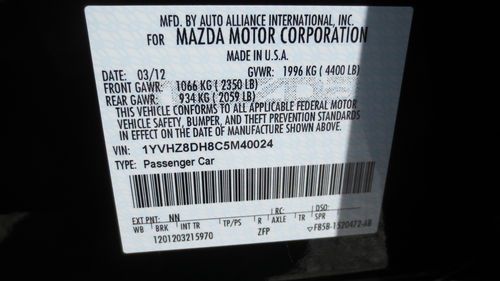 MFD. BY AUTO ALLIANCE INTERNATIONAL, INC.
FOR MAZDA MOTOR CORPORATION
MADE IN U.S.A.
03/12 GVWR: 1996 KG (4400 LB)
FRONT GAWR: 1066 KG (2350 LB)
REAR GAWR: 934 KG (2059 LB)
THIS VEHICLE CONFORMS TO ALL APPLICABLE FEDERAL MOTOR
VEHICLE SAFETY, BUMPER, AND THEFT PREVENTION STANDARDS
IN EFFECT ON THE DATE OF MANUFACTURE SHOWN ABOVE.
VIN: 1YVHZ8DH8C5M40024
TYPE: Passenger Car
EXT PNT: NN RC: DSO:
WB BRK INT TR TP/PS R AXLE TR SPR
1201203215970 ZFP F85B-1520472-AB